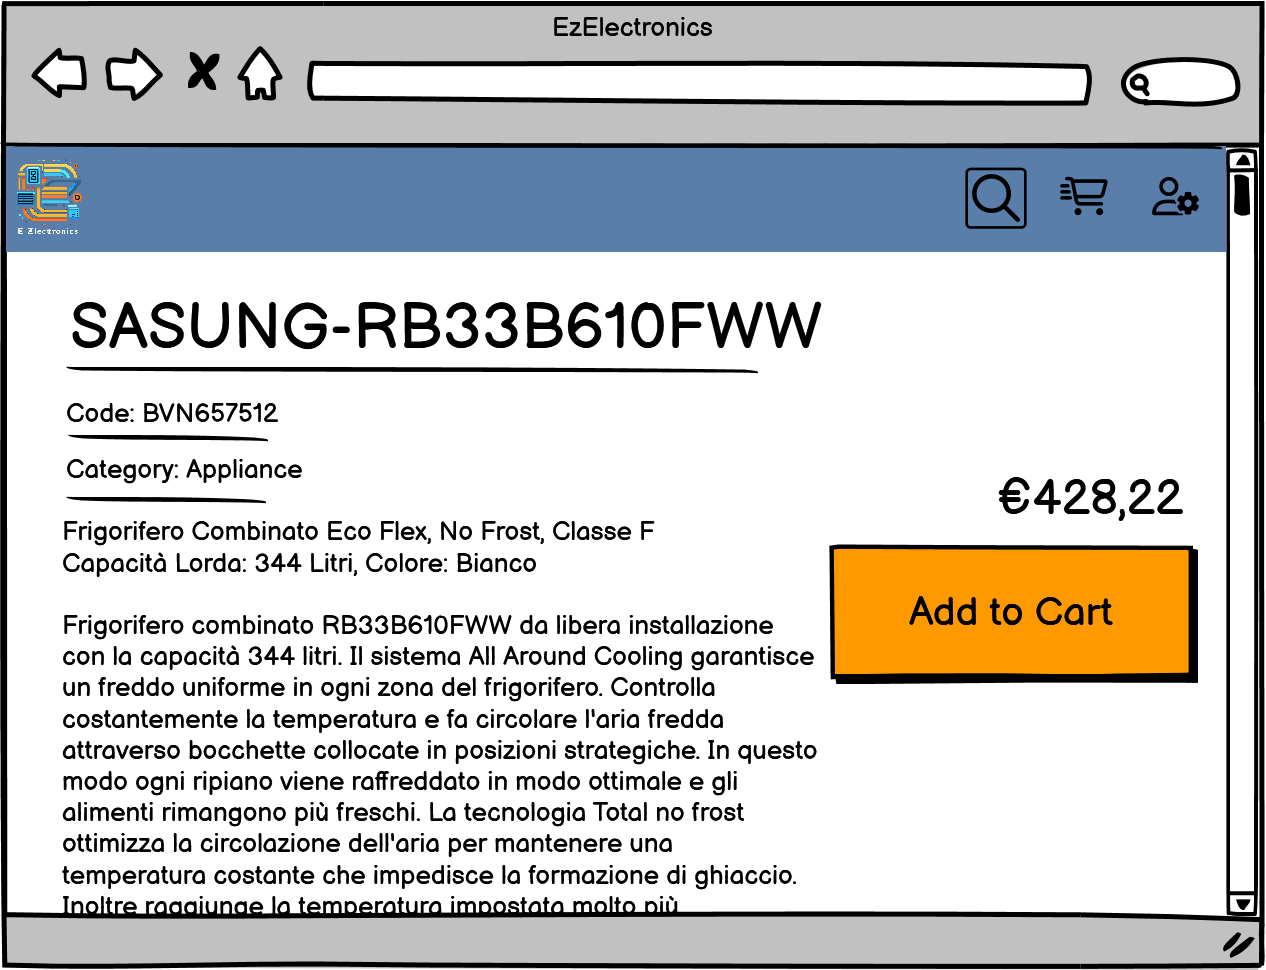 EzElectronics
E Zlectronics
SASUNG-RB33B610FWW
Code: BVN657512
Category: Appliance
€428,22
Frigorifero Combinato Eco Flex, No Frost, Classe F
Capacità Lorda: 344 Litri, Colore: Bianco
Add to Cart
Frigorifero combinato RB33B610FWW da libera installazione
con la capacità 344 litri. Il sistema All Around Cooling garantisce
un freddo uniforme in ogni zona del frigorifero. Controlla
costantemente la temperatura e fa circolare l'aria fredda
attraverso bocchette collocate in posizioni strategiche. In questo
modo ogni ripiano viene raffreddato in modo ottimale e gli
alimenti rimangono più freschi. La tecnologia Total no frost
ottimizza la circolazione dell'aria per mantenere una
temperatura costante che impedisce la formazione di ghiaccio.
Inoltre raggiunge la temperatura impostata molto più